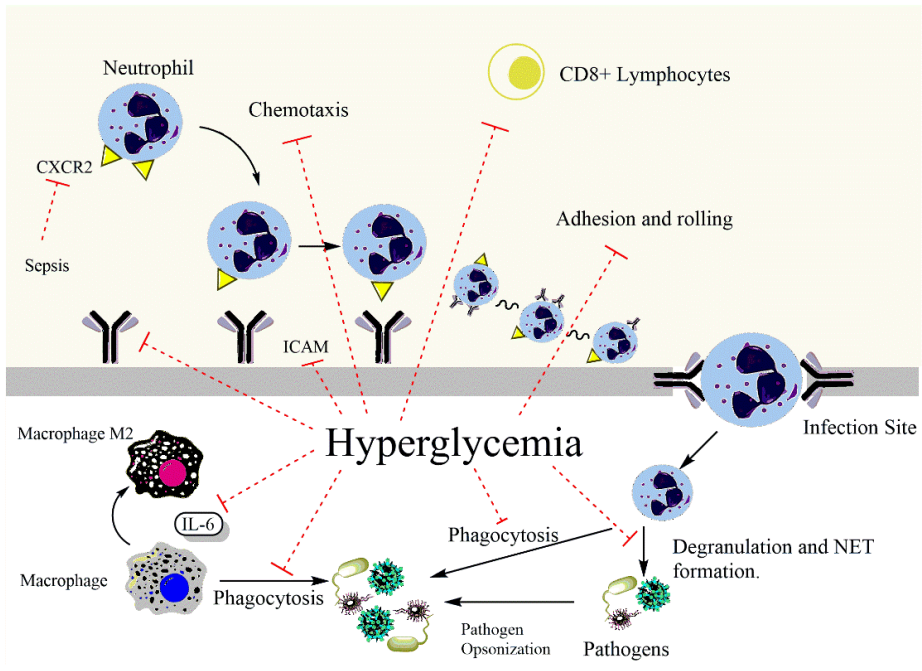 Neutrophil
CD8+ Lymphocytes
Chemotaxis
CXCR2
Adhesion and rolling
Sepsis
ICAM
Hyperglycemia
Infection Site
Macrophage M2
IL-6
Phagocytosis
Degranulation and NET
formation.
Macrophage
Phagocytosis
Pathogen
Opsonization
Pathogens